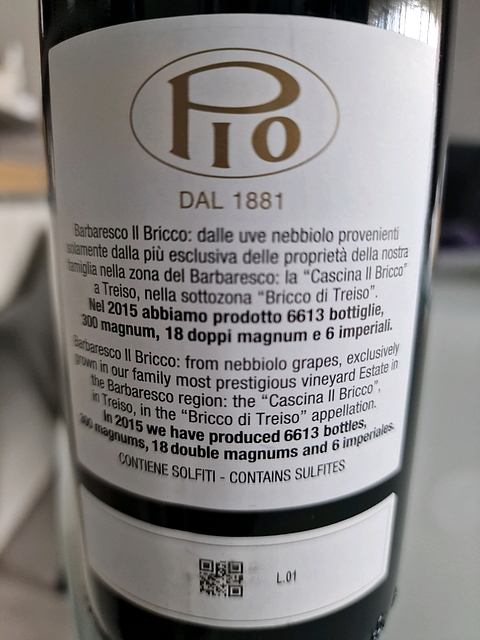 PIO
DAL 1881
Barbaresco Il Bricco: dalle uve nebbiolo provenienti
solamente dalla più esclusiva delle proprietà della nostra
famiglia nella zona del Barbaresco: la “Cascina Il Bricco”
a Treiso, nella sottozona “Bricco di Treiso”.
Nel 2015 abbiamo prodotto 6613 bottiglie,
300 magnum, 18 doppi magnum e 6 imperiali.
Barbaresco Il Bricco: from nebbiolo grapes, exclusively
grown in our family most prestigious vineyard Estate in
the Barbaresco region: the “Cascina Il Bricco”,
in Treiso, in the “Bricco di Treiso” appellation.
In 2015 we have produced 6613 bottles,
300 magnums, 18 double magnums and 6 imperiales.
CONTIENE SOLFITI - CONTAINS SULFITES
L.01